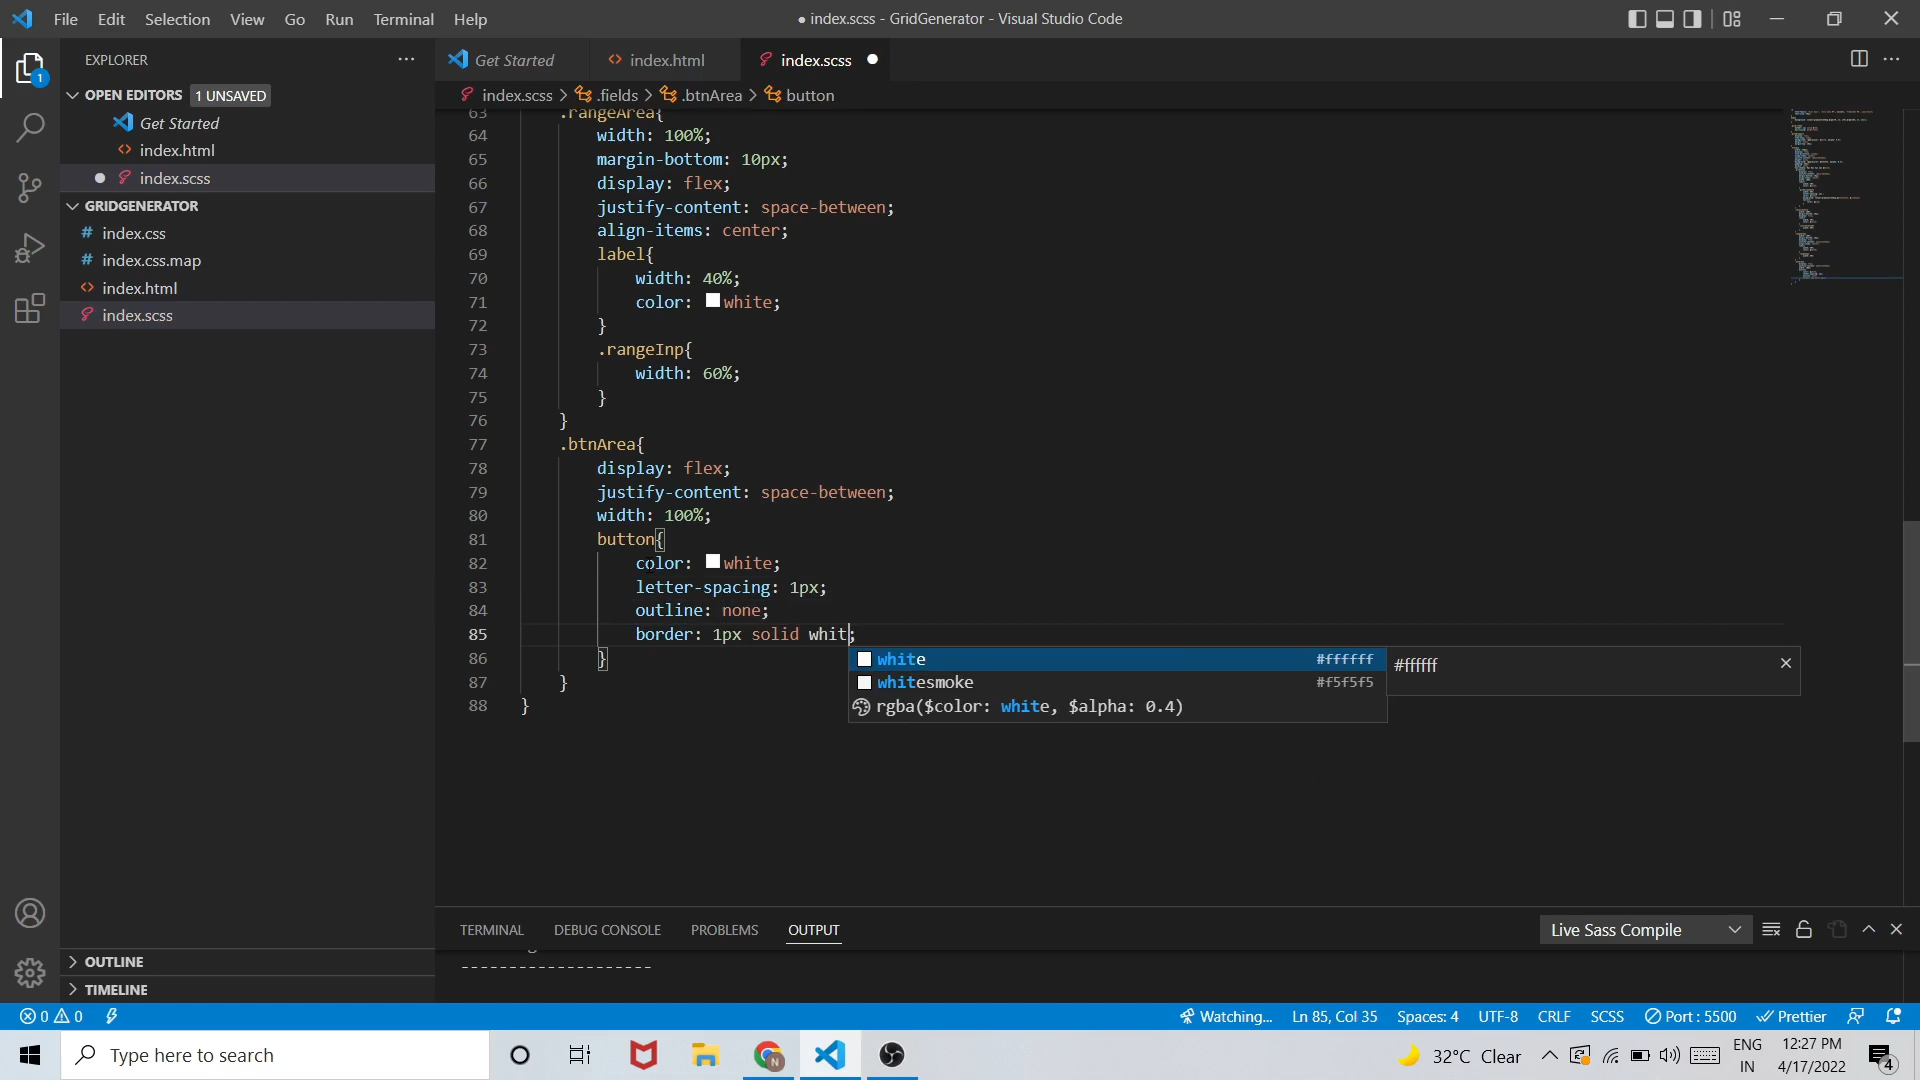 File Edit Selection View Go Run Terminal Help
● index.scss - GridGenerator - Visual Studio Code
EXPLORER
OPEN EDITORS 1 UNSAVED
Get Started
index.html
index.scss
GRIDGENERATOR
index.css
index.css.map
index.html
index.scss
OUTLINE
TIMELINE
Get Started index.html index.scss
index.scss > .fields > .btnArea > button
63 .rangeArea{
64 width: 100%;
65 margin-bottom: 10px;
66 display: flex;
67 justify-content: space-between;
68 align-items: center;
69 label{
70 width: 40%;
71 color: white;
72 }
73 .rangeInp{
74 width: 60%;
75 }
76 }
77 .btnArea{
78 display: flex;
79 justify-content: space-between;
80 width: 100%;
81 button{
82 color: white;
83 letter-spacing: 1px;
84 outline: none;
85 border: 1px solid whit;
86 }
87 }
88 }
white #ffffff
whitesmoke #f5f5f5
rgba($color: white, $alpha: 0.4)
#ffffff
TERMINAL DEBUG CONSOLE PROBLEMS OUTPUT
Live Sass Compile
--------------------
0 0
Watching... Ln 85, Col 35 Spaces: 4 UTF-8 CRLF SCSS Port : 5500 Prettier
Type here to search
32°C Clear
ENG
IN
12:27 PM
4/17/2022
4
1
N